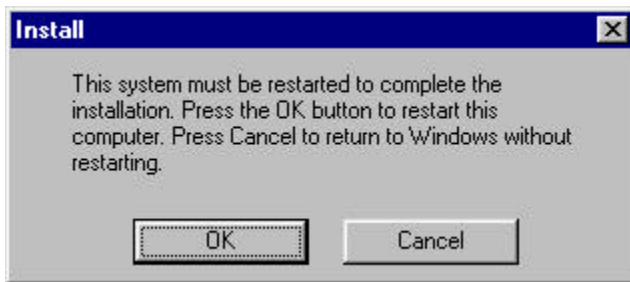 Install
This system must be restarted to complete the
installation. Press the OK button to restart this
computer. Press Cancel to return to Windows without
restarting.
OK
Cancel